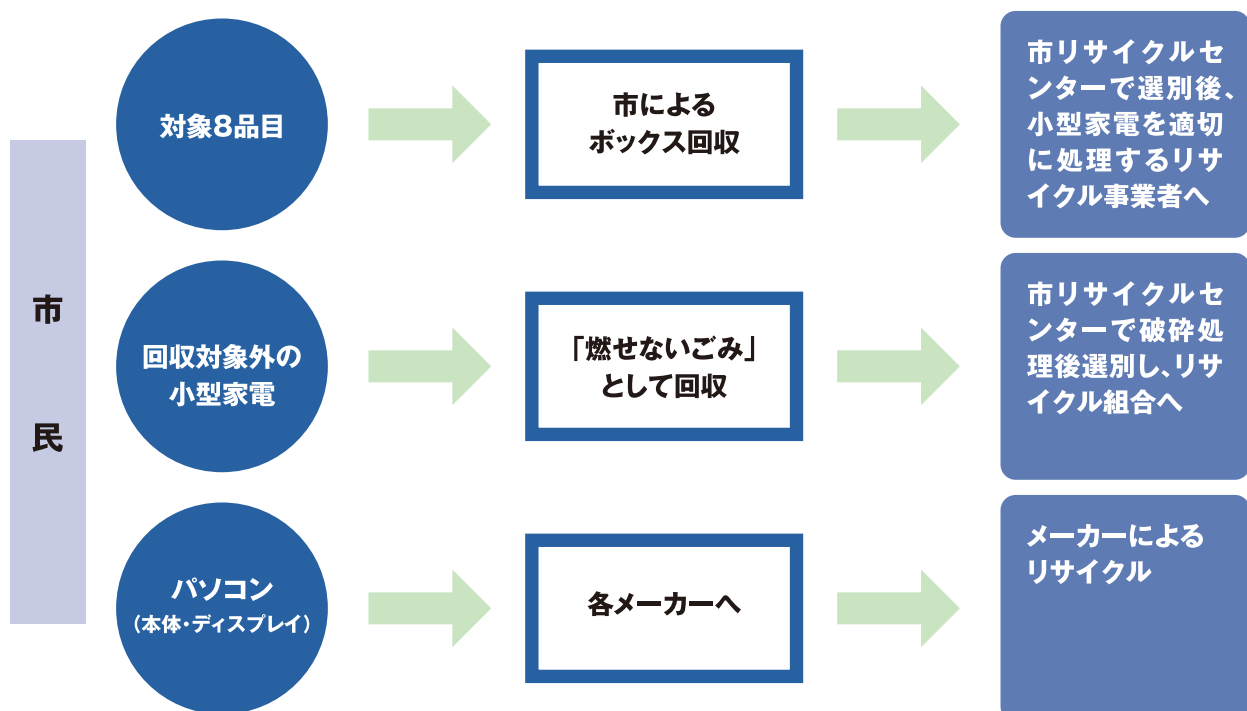 市
民
対象8品目
市による
ボックス回収
市リサイクルセ
ンターで選別後、
小型家電を適切
に処理するリサ
イクル事業者へ
回収対象外の
小型家電
「燃せないごみ」
として回収
市リサイクルセ
ンターで破砕処
理後選別し、リサ
イクル組合へ
パソコン
（本体・ディスプレイ）
各メーカーへ
メーカーによる
リサイクル